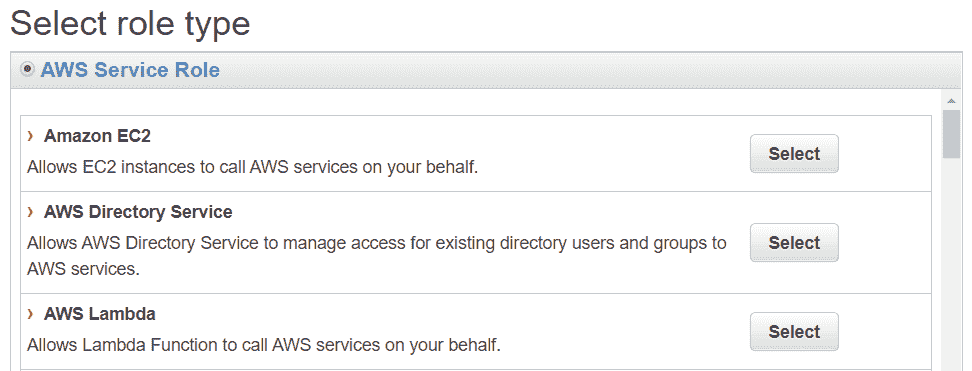 Select role type
AWS Service Role
› Amazon EC2
Allows EC2 instances to call AWS services on your behalf.
Select
› AWS Directory Service
Allows AWS Directory Service to manage access for existing directory users and groups to
AWS services.
Select
› AWS Lambda
Allows Lambda Function to call AWS services on your behalf.
Select